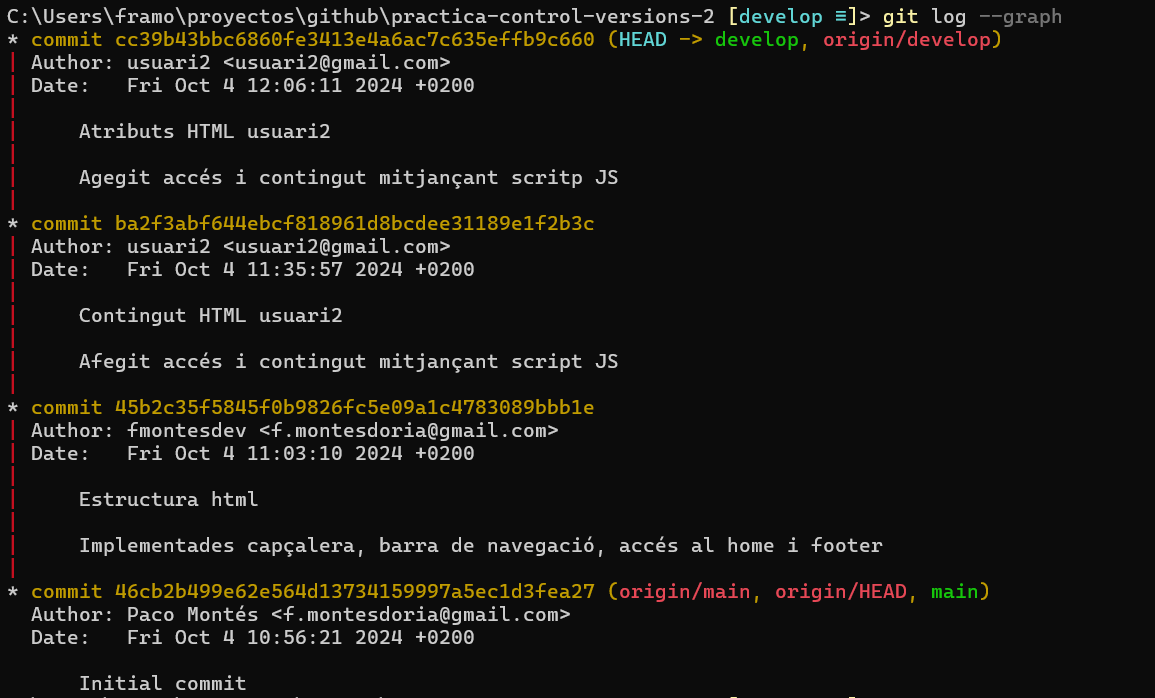 C:\Users\framo\proyectos\github\practica-control-versions-2 [develop ≡]> git log --graph
* commit cc39b43bbc6860fe3413e4a6ac7c635effb9c660 (HEAD -> develop, origin/develop)
| Author: usuari2 <usuari2@gmail.com>
| Date:   Fri Oct 4 12:06:11 2024 +0200
|
|     Atributs HTML usuari2
|
|     Agegit accés i contingut mitjançant scritp JS
|
* commit ba2f3abf644ebcf818961d8bcdee31189e1f2b3c
| Author: usuari2 <usuari2@gmail.com>
| Date:   Fri Oct 4 11:35:57 2024 +0200
|
|     Contingut HTML usuari2
|
|     Afegit accés i contingut mitjançant script JS
|
* commit 45b2c35f5845f0b9826fc5e09a1c4783089bbb1e
| Author: fmontesdev <f.montesdoria@gmail.com>
| Date:   Fri Oct 4 11:03:10 2024 +0200
|
|     Estructura html
|
|     Implementades capçalera, barra de navegació, accés al home i footer
|
* commit 46cb2b499e62e564d13734159997a5ec1d3fea27 (origin/main, origin/HEAD, main)
  Author: Paco Montés <f.montesdoria@gmail.com>
  Date:   Fri Oct 4 10:56:21 2024 +0200

      Initial commit